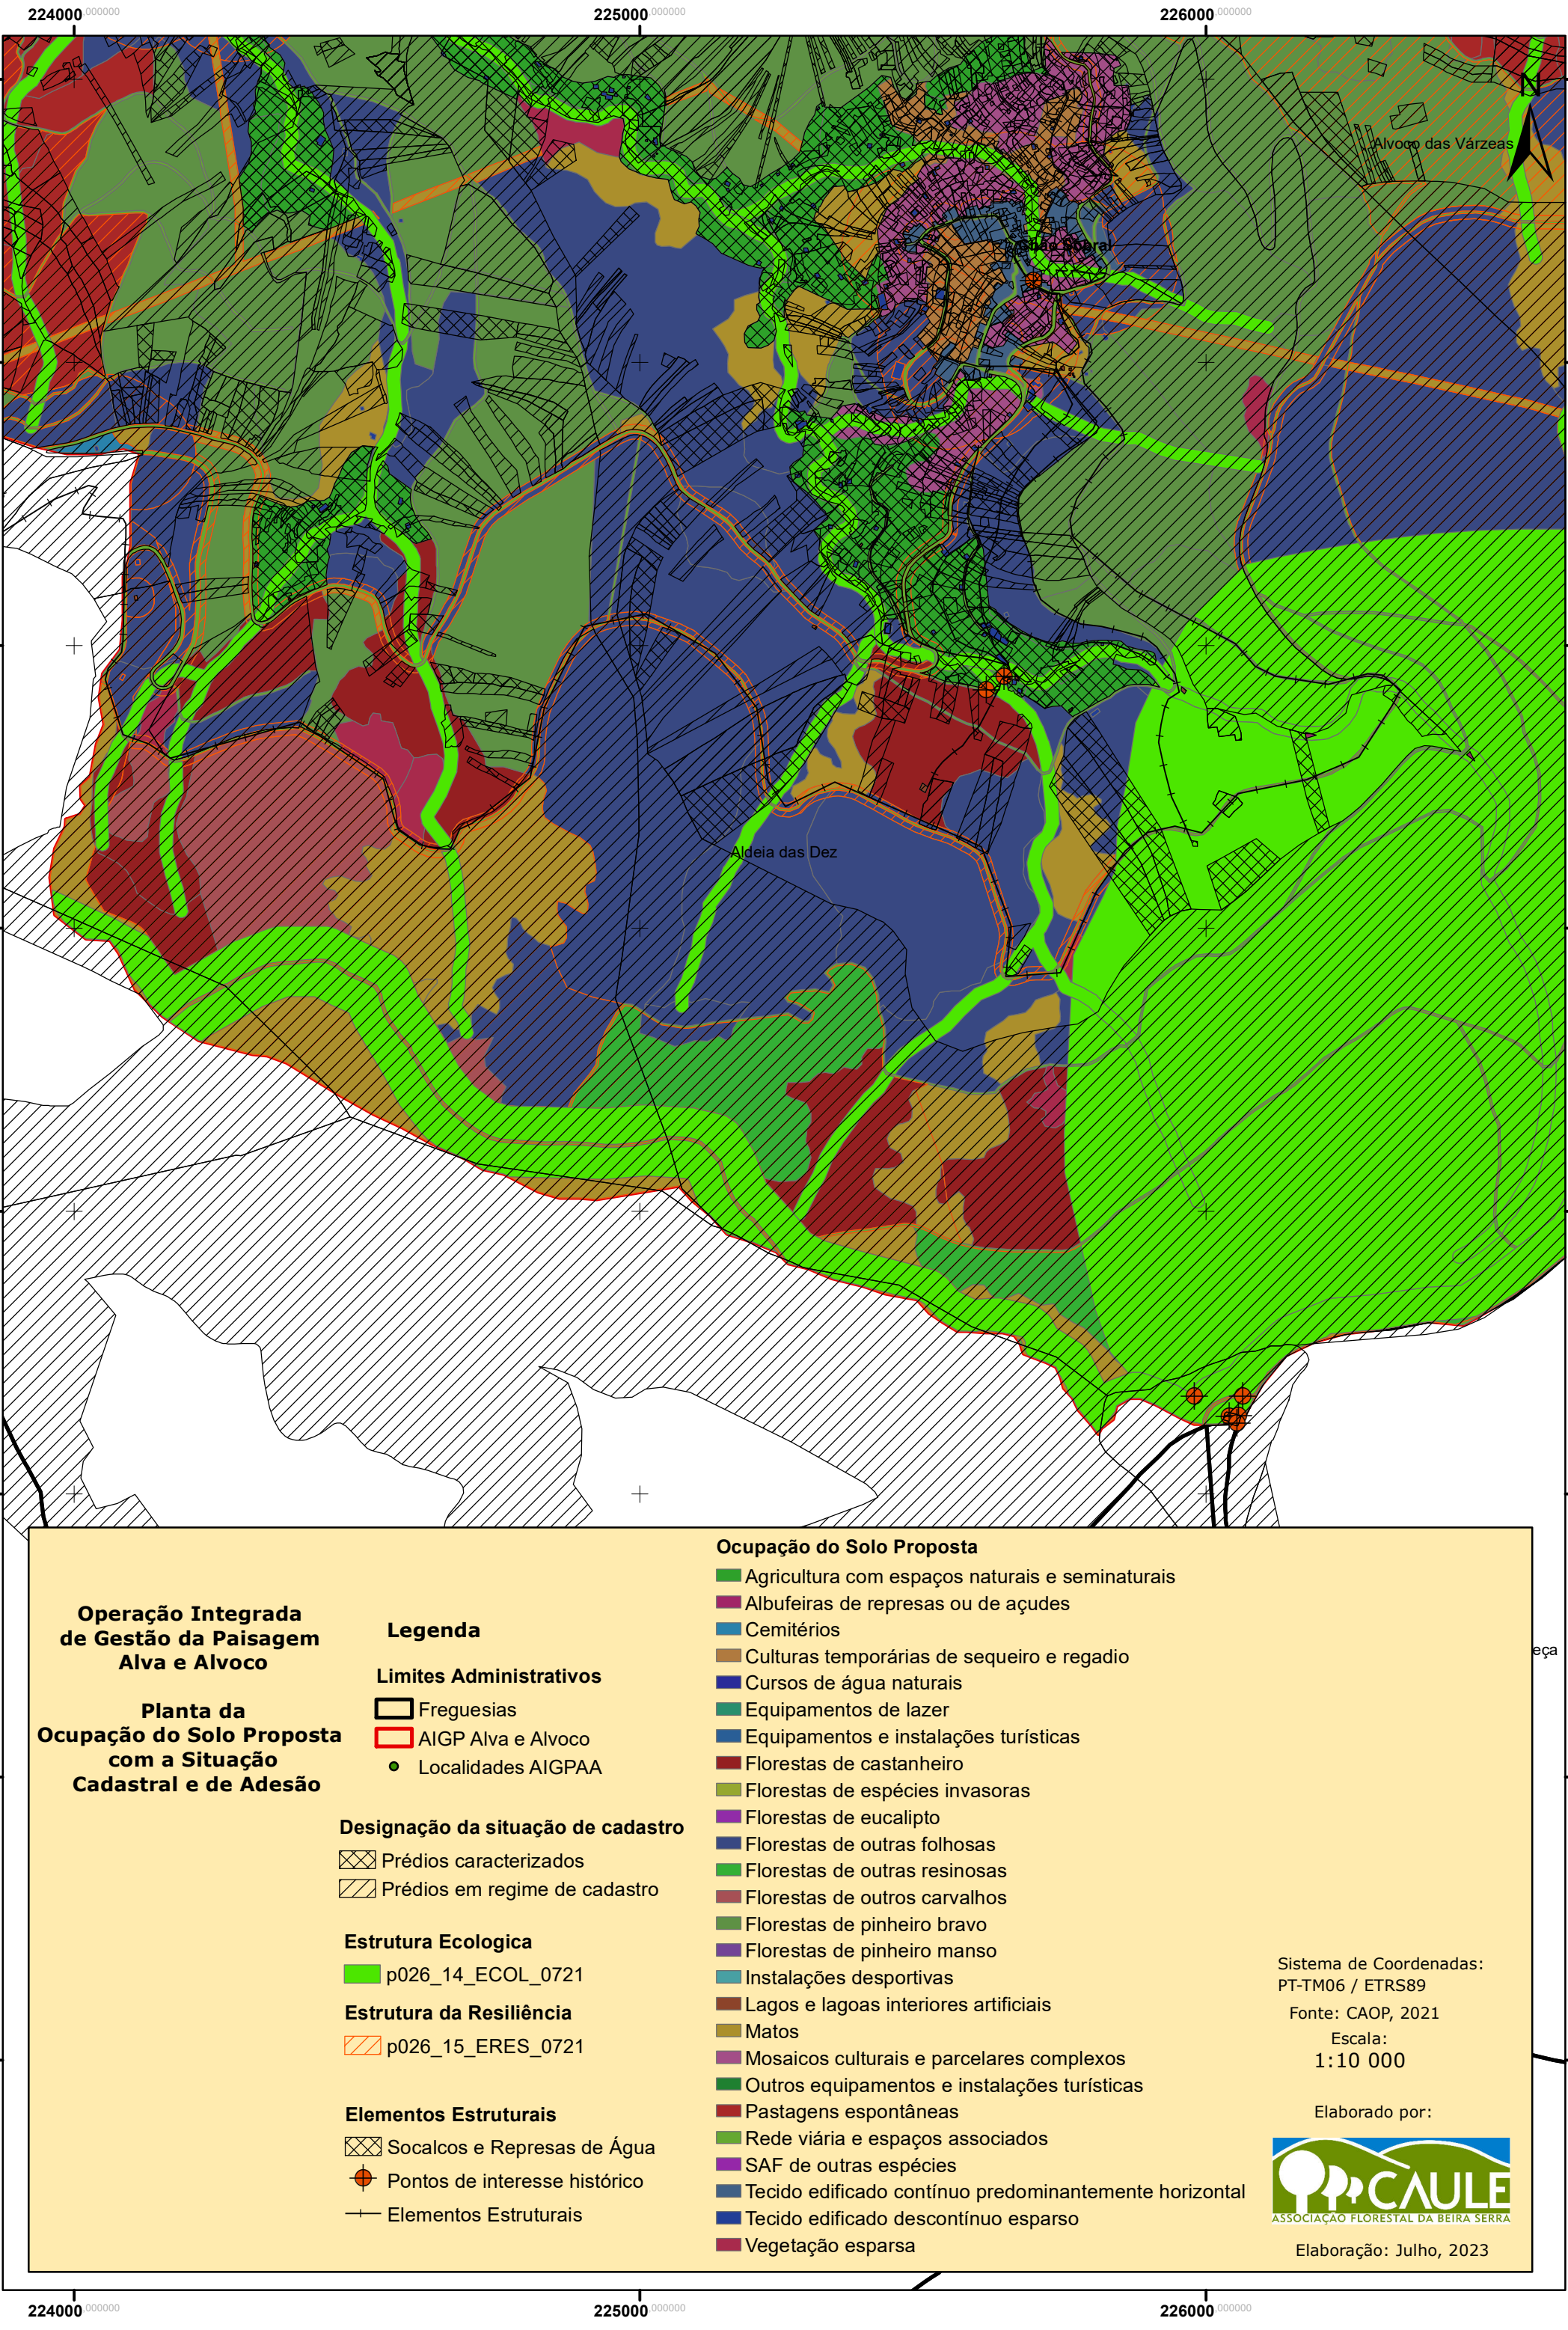 224000.000000 225000.000000 226000.000000
N
Alvoco das Várzeas
Chão Sobral
Aldeia das Dez
eça
Operação Integrada
de Gestão da Paisagem
Alva e Alvoco
Planta da
Ocupação do Solo Proposta
com a Situação
Cadastral e de Adesão
Legenda
Limites Administrativos
Freguesias
AIGP Alva e Alvoco
Localidades AIGPAA
Designação da situação de cadastro
Prédios caracterizados
Prédios em regime de cadastro
Estrutura Ecologica
p026_14_ECOL_0721
Estrutura da Resiliência
p026_15_ERES_0721
Elementos Estruturais
Socalcos e Represas de Água
Pontos de interesse histórico
Elementos Estruturais
Ocupação do Solo Proposta
Agricultura com espaços naturais e seminaturais
Albufeiras de represas ou de açudes
Cemitérios
Culturas temporárias de sequeiro e regadio
Cursos de água naturais
Equipamentos de lazer
Equipamentos e instalações turísticas
Florestas de castanheiro
Florestas de espécies invasoras
Florestas de eucalipto
Florestas de outras folhosas
Florestas de outras resinosas
Florestas de outros carvalhos
Florestas de pinheiro bravo
Florestas de pinheiro manso
Instalações desportivas
Lagos e lagoas interiores artificiais
Matos
Mosaicos culturais e parcelares complexos
Outros equipamentos e instalações turísticas
Pastagens espontâneas
Rede viária e espaços associados
SAF de outras espécies
Tecido edificado contínuo predominantemente horizontal
Tecido edificado descontínuo esparso
Vegetação esparsa
Sistema de Coordenadas:
PT-TM06 / ETRS89
Fonte: CAOP, 2021
Escala:
1:10 000
Elaborado por:
CAULE
ASSOCIAÇÃO FLORESTAL DA BEIRA SERRA
Elaboração: Julho, 2023
224000.000000 225000.000000 226000.000000